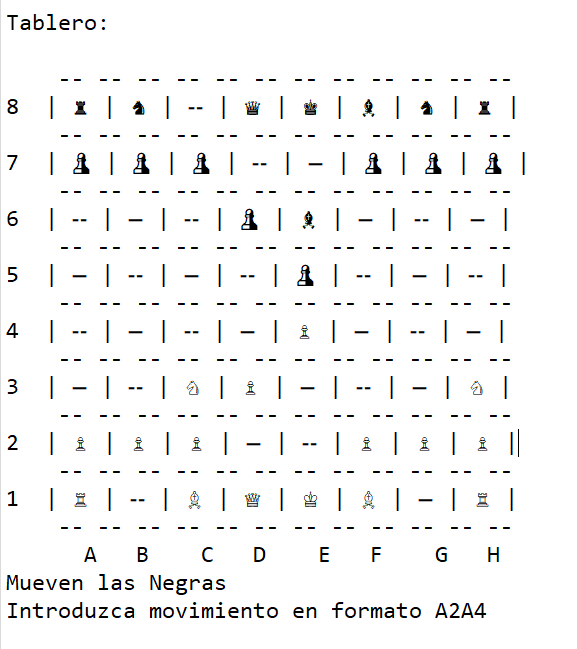 Tablero:
-- -- -- -- -- -- -- -- -- -- -- --
8 | ♜ | ♞ | -- | ♛ | ♚ | ♝ | ♞ | ♜ |
-- -- -- -- -- -- -- -- -- -- -- --
7 | ♟ | ♟ | ♟ | -- | — | ♟ | ♟ | ♟ |
-- -- -- -- -- -- -- -- -- -- -- --
6 | -- | — | -- | ♟ | ♝ | — | -- | — |
-- -- -- -- -- -- -- -- -- -- -- --
5 | — | -- | — | -- | ♟ | -- | — | -- |
-- -- -- -- -- -- -- -- -- -- -- --
4 | -- | — | -- | — | ♗ | — | -- | — |
-- -- -- -- -- -- -- -- -- -- -- --
3 | — | -- | ♘ | ♗ | — | -- | — | ♘ |
-- -- -- -- -- -- -- -- -- -- -- --
2 | ♗ | ♗ | ♗ | — | -- | ♗ | ♗ | ♗ |
-- -- -- -- -- -- -- -- -- -- -- --
1 | ♖ | -- | ♗ | ♕ | ♔ | ♗ | — | ♖ |
-- -- -- -- -- -- -- -- -- -- -- --
A B C D E F G H
Mueven las Negras
Introduzca movimiento en formato A2A4